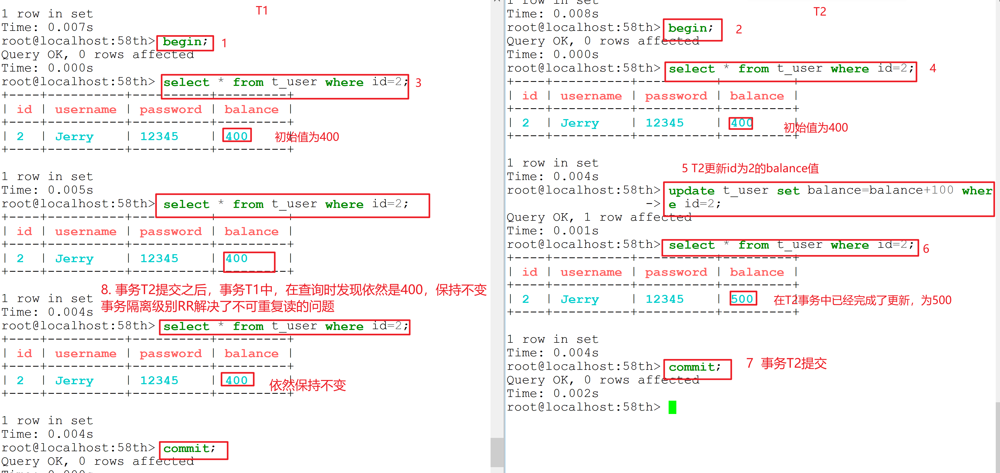 T1
1 row in set
Time: 0.007s
root@localhost:58th> begin; 1
Query OK, 0 rows affected
Time: 0.000s
root@localhost:58th> select * from t_user where id=2; 3
+----+----------+----------+---------+
| id | username | password | balance |
+----+----------+----------+---------+
| 2 | Jerry | 12345 | 400 | 初始值为400
+----+----------+----------+---------+
1 row in set
Time: 0.005s
root@localhost:58th> select * from t_user where id=2;
+----+----------+----------+---------+
| id | username | password | balance |
+----+----------+----------+---------+
| 2 | Jerry | 12345 | 400 |
+----+----------+----------+---------+
8. 事务T2提交之后，事务T1中，在查询时发现依然是400，保持不变
事务隔离级别RR解决了不可重复读的问题
1 row in set
Time: 0.004s
root@localhost:58th> select * from t_user where id=2;
+----+----------+----------+---------+
| id | username | password | balance |
+----+----------+----------+---------+
| 2 | Jerry | 12345 | 400 | 依然保持不变
+----+----------+----------+---------+
1 row in set
Time: 0.004s
root@localhost:58th> commit;
Query OK, 0 rows affected
Time: 0.000s
1 row in set
T2
Time: 0.008s
root@localhost:58th> begin; 2
Query OK, 0 rows affected
Time: 0.000s
root@localhost:58th> select * from t_user where id=2; 4
+----+----------+----------+---------+
| id | username | password | balance |
+----+----------+----------+---------+
| 2 | Jerry | 12345 | 400 | 初始值为400
+----+----------+----------+---------+
1 row in set
5 T2更新id为2的balance值
Time: 0.004s
root@localhost:58th> update t_user set balance=balance+100 wher
-> e id=2;
Query OK, 1 row affected
Time: 0.001s
root@localhost:58th> select * from t_user where id=2; 6
+----+----------+----------+---------+
| id | username | password | balance |
+----+----------+----------+---------+
| 2 | Jerry | 12345 | 500 | 在T2事务中已经完成了更新，为500
+----+----------+----------+---------+
1 row in set
Time: 0.004s
root@localhost:58th> commit; 7 事务T2提交
Query OK, 0 rows affected
Time: 0.002s
root@localhost:58th>